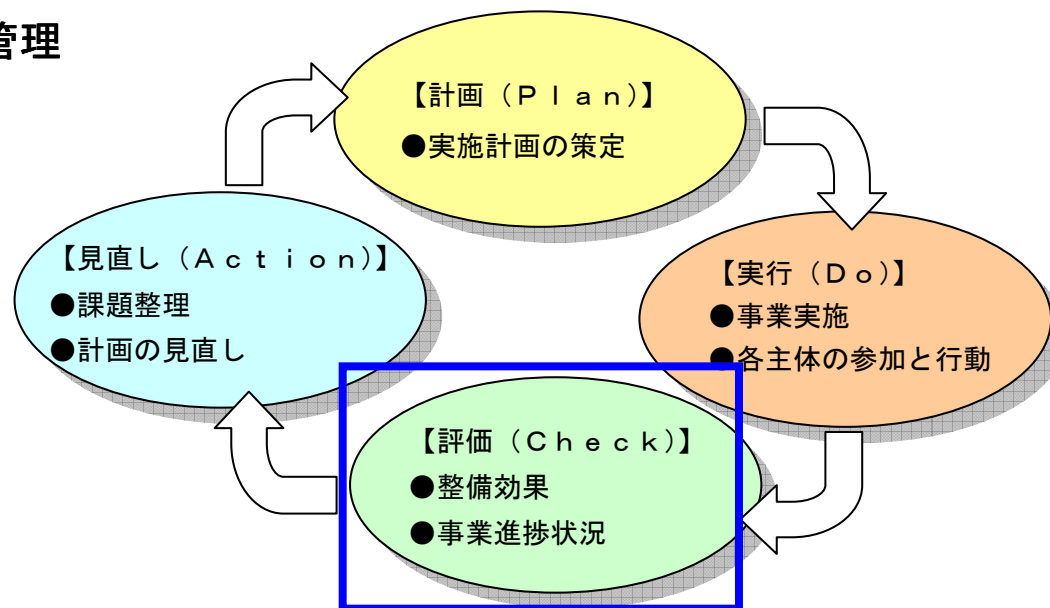 管理
【計画（Ｐｌａｎ）】
●実施計画の策定
【見直し（Ａｃｔｉｏｎ）】
●課題整理
●計画の見直し
【実行（Ｄｏ）】
●事業実施
●各主体の参加と行動
【評価（Ｃｈｅｃｋ）】
●整備効果
●事業進捗状況